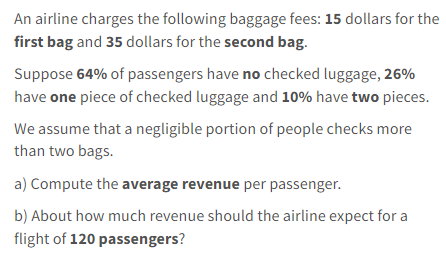 An airline charges the following baggage fees: 15 dollars for the
first bag and 35 dollars for the second bag.
Suppose 64% of passengers have no checked luggage, 26%
have one piece of checked luggage and 10% have two pieces.
We assume that a negligible portion of people checks more
than two bags.
a) Compute the average revenue per passenger.
b) About how much revenue should the airline expect for a
flight of 120 passengers?